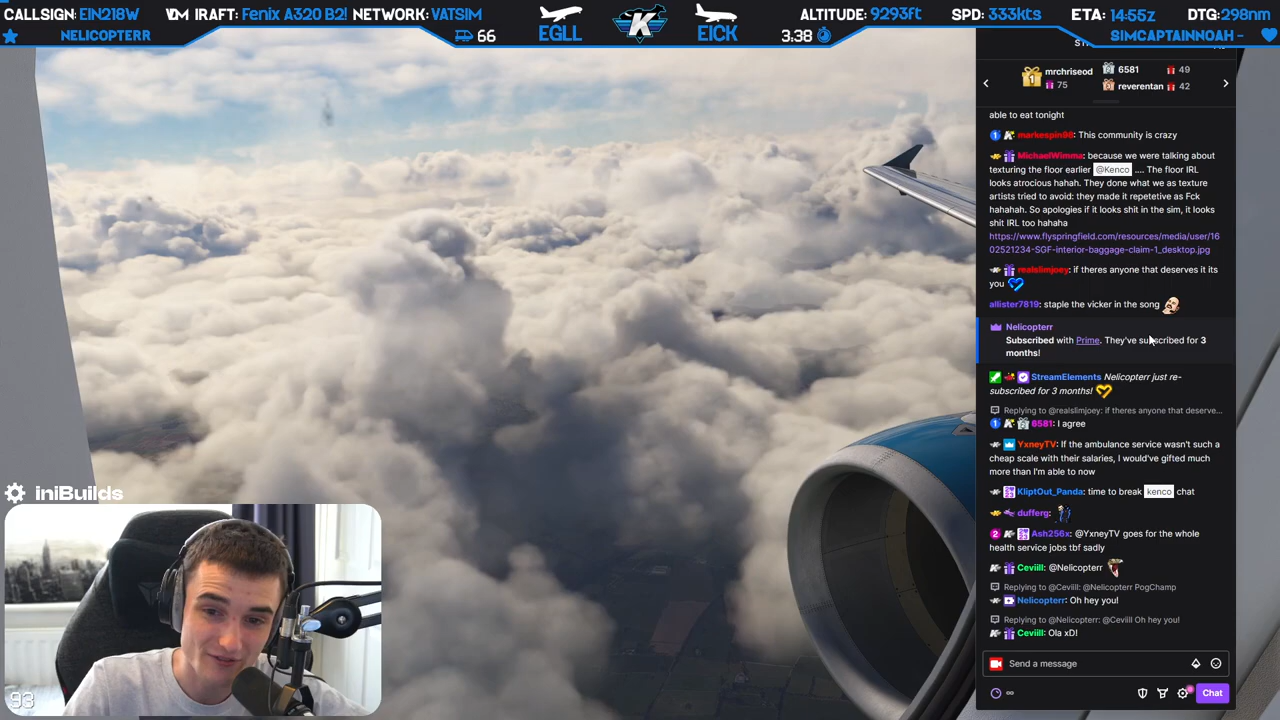 CALLSIGN: EIN218W
IRAFT: Fenix A320 B2! NETWORK: VATSIM
EGLL
EICK
ALTITUDE: 9293ft
SPD: 333kts
ETA: 14:55z
DTG: 298nm
NELICOPTERR
66
3:38
SIMCAPTAINNOAH -
mrchriseod
75
6581 49
reverentan 42
able to eat tonight
markespin96: This community is crazy
MichaelWimma: because we were talking about
texturing the floor earlier @Kenco .... The floor IRL
looks atrocious hahah. They done what we as texture
artists tried to avoid: they made it repetetive as Fck
hahahah. So apologies if it looks shit in the sim, it looks
shit IRL too hahaha
https://www.flyspringfield.com/resources/media/user/16
02521234-SGF-interior-baggage-claim-1_desktop.jpg
realslimjoey: if theres anyone that deserves it its
you
allister7819: staple the vicker in the song
Nelicopterr
Subscribed with Prime. They've subscribed for 3
months!
StreamElements Nelicopterr just re-
subscribed for 3 months!
Replying to @realslimjoey: if theres anyone that deserve...
6581: I agree
YxneyTV: If the ambulance service wasn't such a
cheap scale with their salaries, I would've gifted much
more than I'm able to now
KliptOut_Panda: time to break kenco chat
dufferg:
Ash256x: @YxneyTV goes for the whole
health service jobs tbf sadly
Ceviill: @Nelicopterr
Replying to @Ceviill: @Nelicopterr PogChamp
Nelicopterr: Oh hey you!
Replying to @Nelicopterr: @Ceviill Oh hey you!
Ceviill: Ola xD!
Send a message
Chat
iniBuilds
93